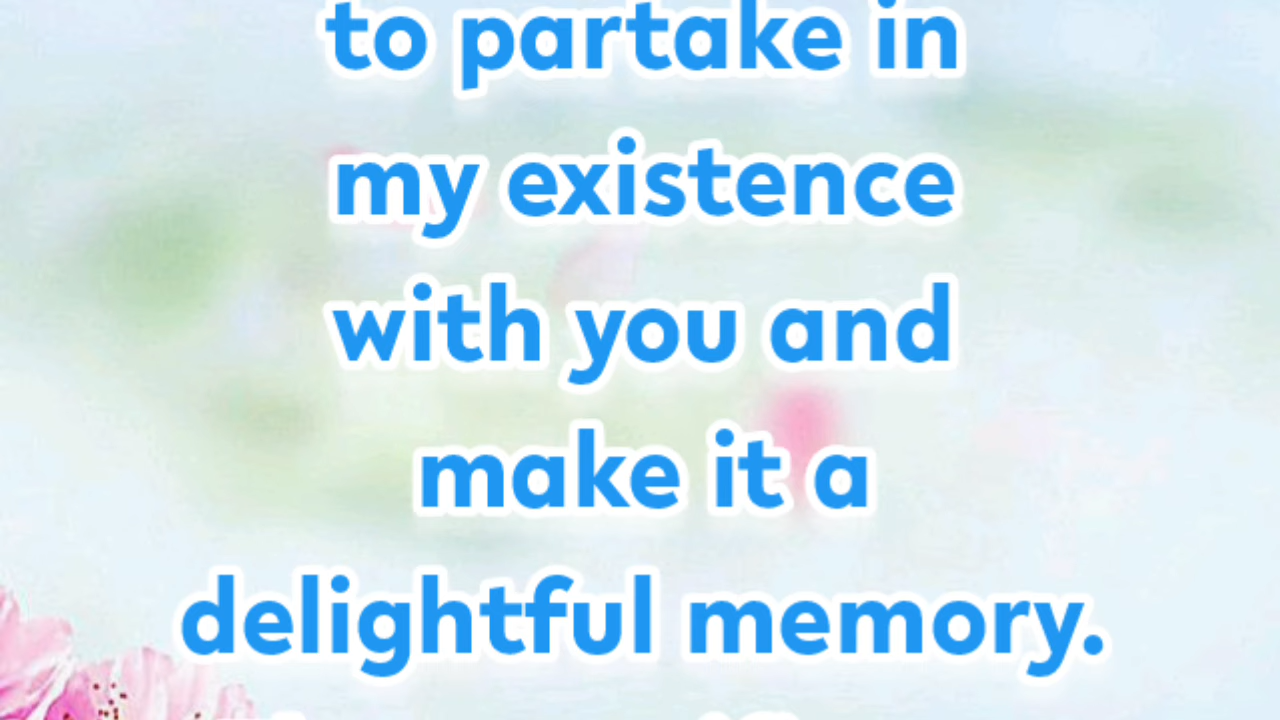 to partake in
my existence
with you and
make it a
delightful memory.